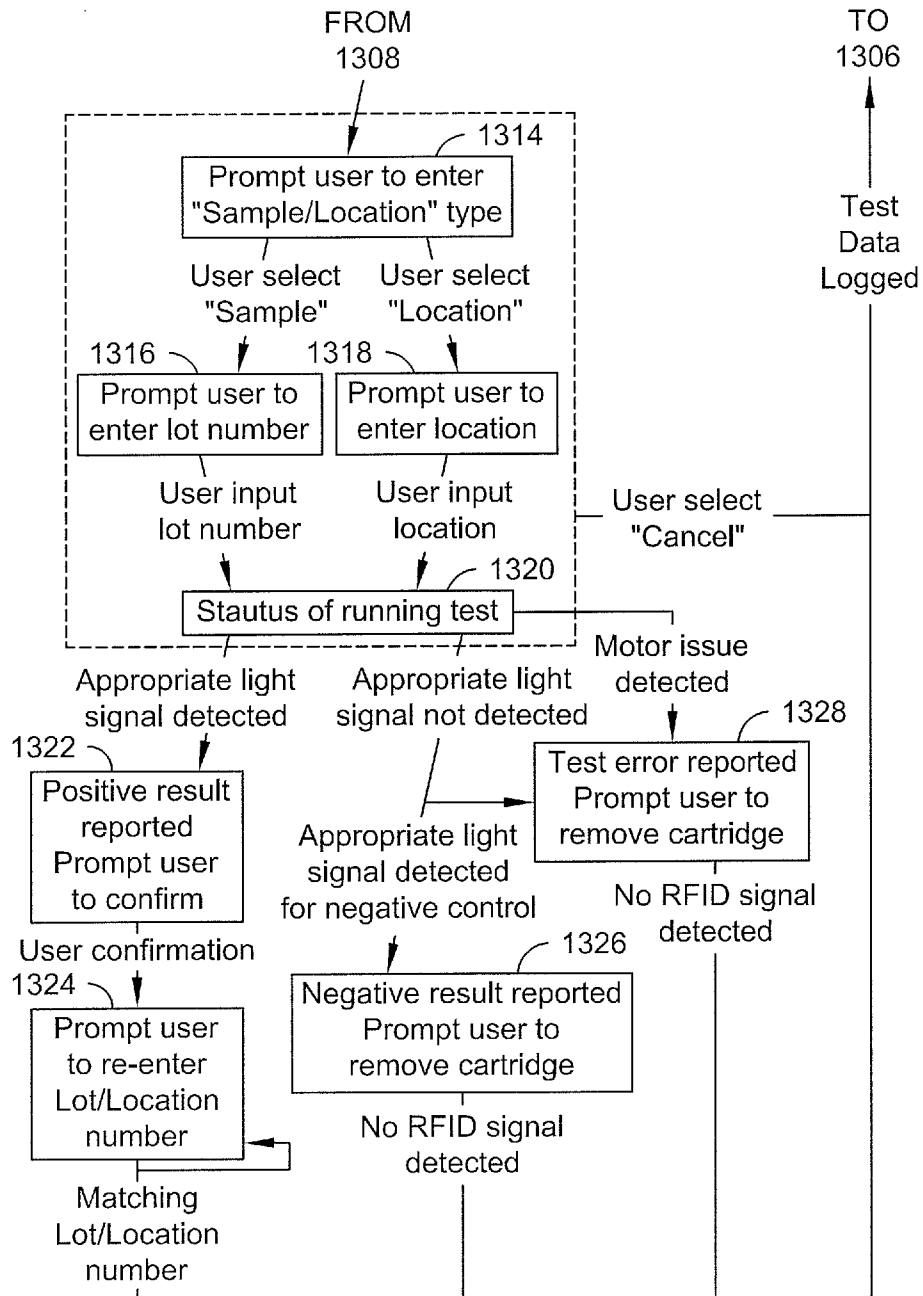 FROM
1308
TO
1306
1314
Prompt user to enter
"Sample/Location" type
Test
Data
Logged
User select
"Sample"
User select
"Location"
1316
Prompt user to
enter lot number
1318
Prompt user to
enter location
User input
lot number
User input
location
User select
"Cancel"
1320
Stautus of running test
Appropriate light
signal detected
Appropriate light
signal not detected
Motor issue
detected
1322
Positive result
reported
Prompt user
to confirm
1328
Test error reported
Prompt user to
remove cartridge
Appropriate light
signal detected
for negative control
No RFID signal
detected
User confirmation
1324
Prompt user
to re-enter
Lot/Location
number
1326
Negative result reported
Prompt user to
remove cartridge
No RFID signal
detected
Matching
Lot/Location
number